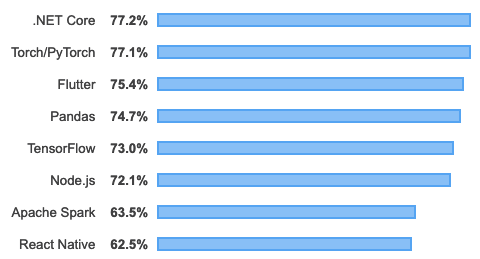 .NET Core 77.2%
Torch/PyTorch 77.1%
Flutter 75.4%
Pandas 74.7%
TensorFlow 73.0%
Node.js 72.1%
Apache Spark 63.5%
React Native 62.5%